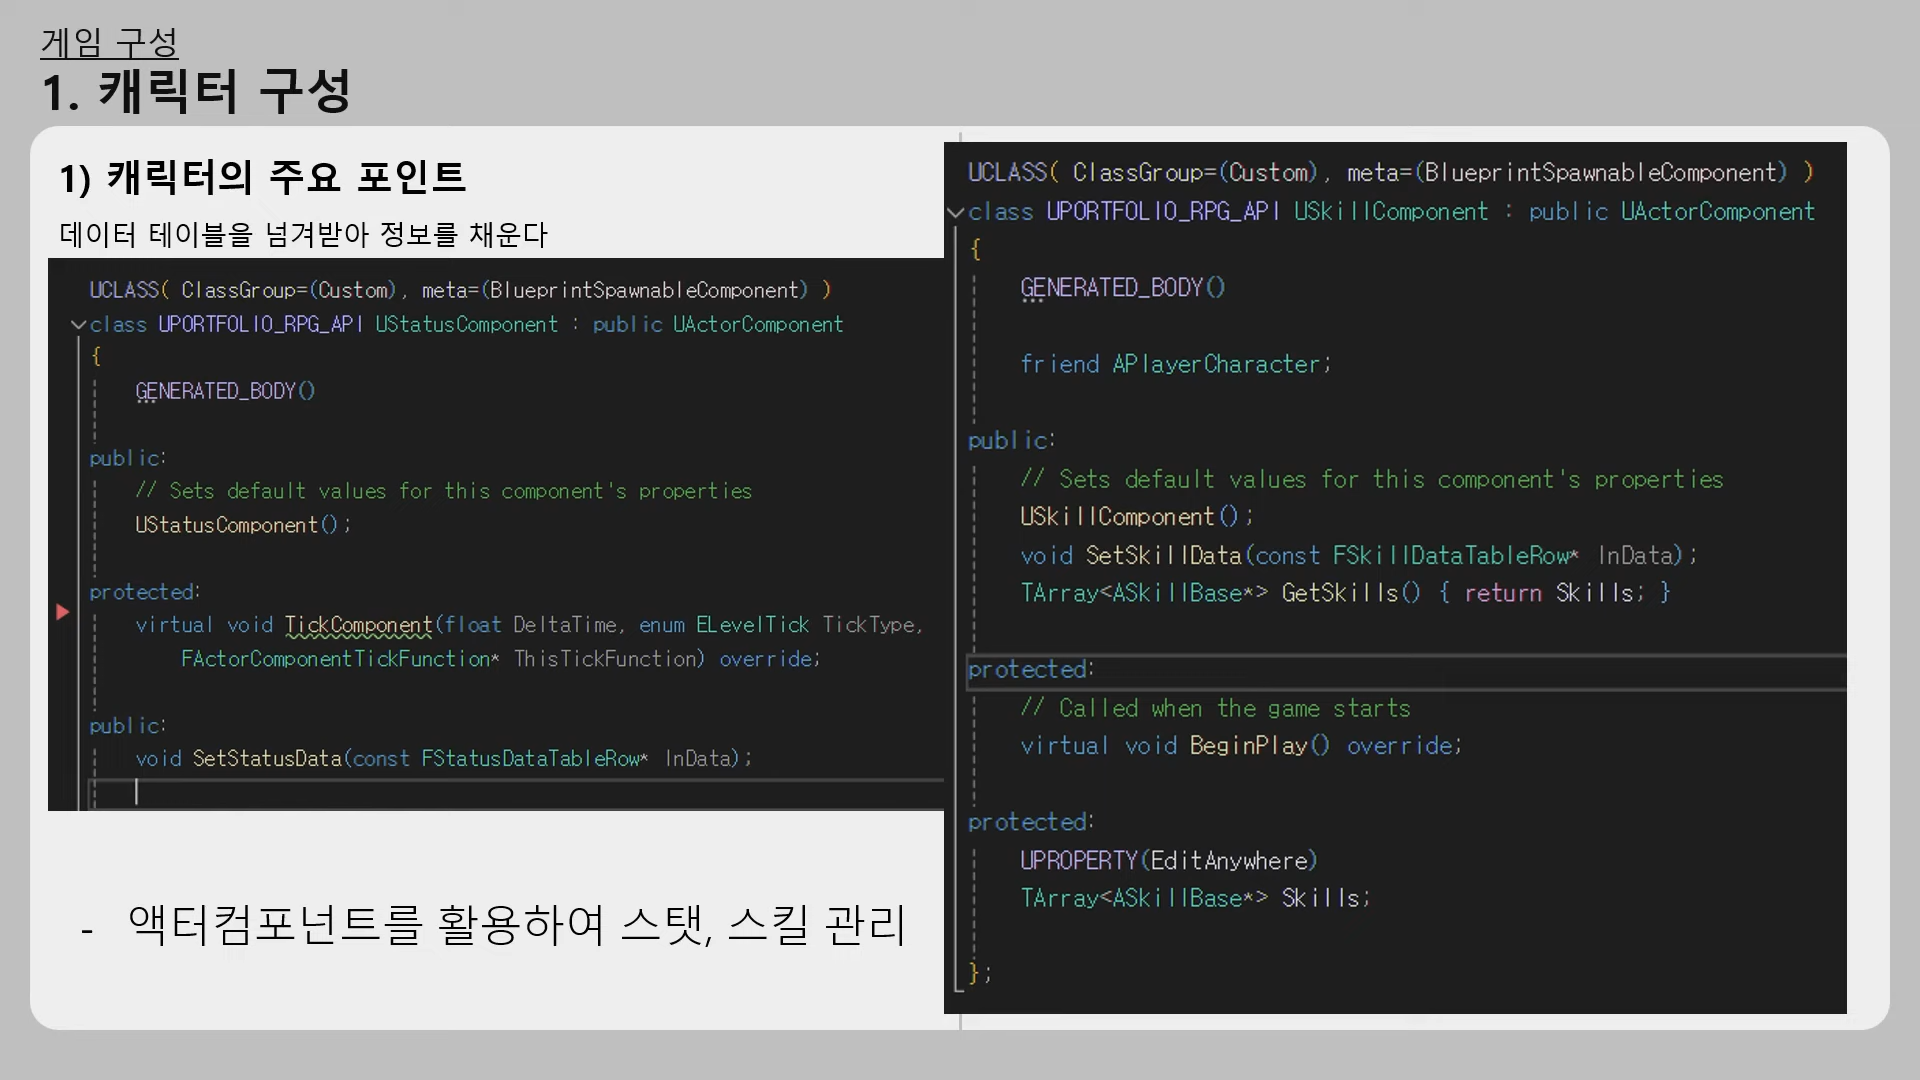 게임 구성
1. 캐릭터 구성
1) 캐릭터의 주요 포인트
데이터 테이블을 넘겨받아 정보를 채운다
UCLASS( ClassGroup=(Custom), meta=(BlueprintSpawnableComponent) )
class UPORTFOLIO_RPG_API UStatusComponent : public UActorComponent
{
GENERATED_BODY()
public:
// Sets default values for this component's properties
UStatusComponent();
protected:
virtual void TickComponent(float DeltaTime, enum ELevelTick TickType,
FActorComponentTickFunction* ThisTickFunction) override;
public:
void SetStatusData(const FStatusDataTableRow* InData);
- 액터컴포넌트를 활용하여 스탯, 스킬 관리
UCLASS( ClassGroup=(Custom), meta=(BlueprintSpawnableComponent) )
class UPORTFOLIO_RPG_API USkillComponent : public UActorComponent
{
GENERATED_BODY()
friend APlayerCharacter;
public:
// Sets default values for this component's properties
USkillComponent();
void SetSkillData(const FSkillDataTableRow* InData);
TArray<ASkillBase*> GetSkills() { return Skills; }
protected:
// Called when the game starts
virtual void BeginPlay() override;
protected:
UPROPERTY(EditAnywhere)
TArray<ASkillBase*> Skills;
};